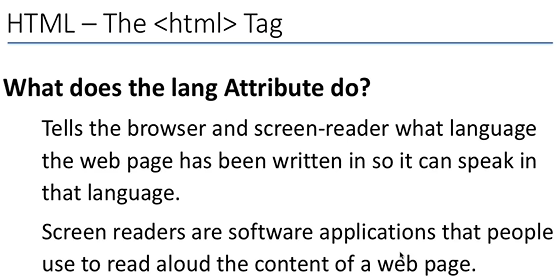 HTML – The <html> Tag
What does the lang Attribute do?
Tells the browser and screen-reader what language
the web page has been written in so it can speak in
that language.
Screen readers are software applications that people
use to read aloud the content of a web page.